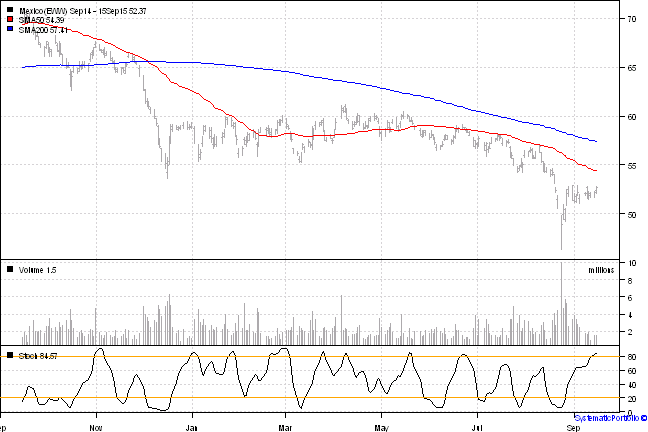 Mexico(EWW) Sep14 - 15Sep15 52.37
SMA50 54.39
SMA200 57.41
70
65
60
55
50
Volume 1.5
millions
10
8
6
4
2
Stoch 84.57
80
60
40
20
0
ep Nov Jan Mar May Jul Sep
SystematicPortfolio ©